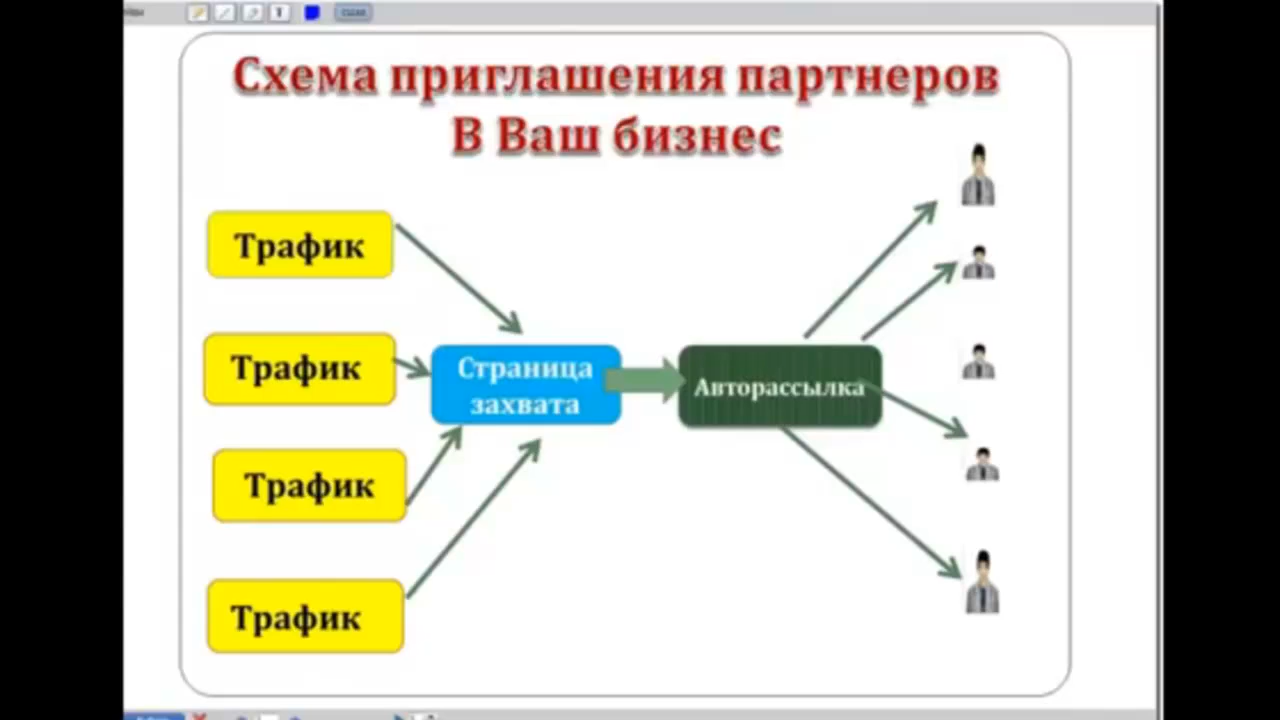 Схема приглашения партнеров
В Ваш бизнес
Трафик
Трафик
Страница
захвата
Авторассылка
Трафик
Трафик